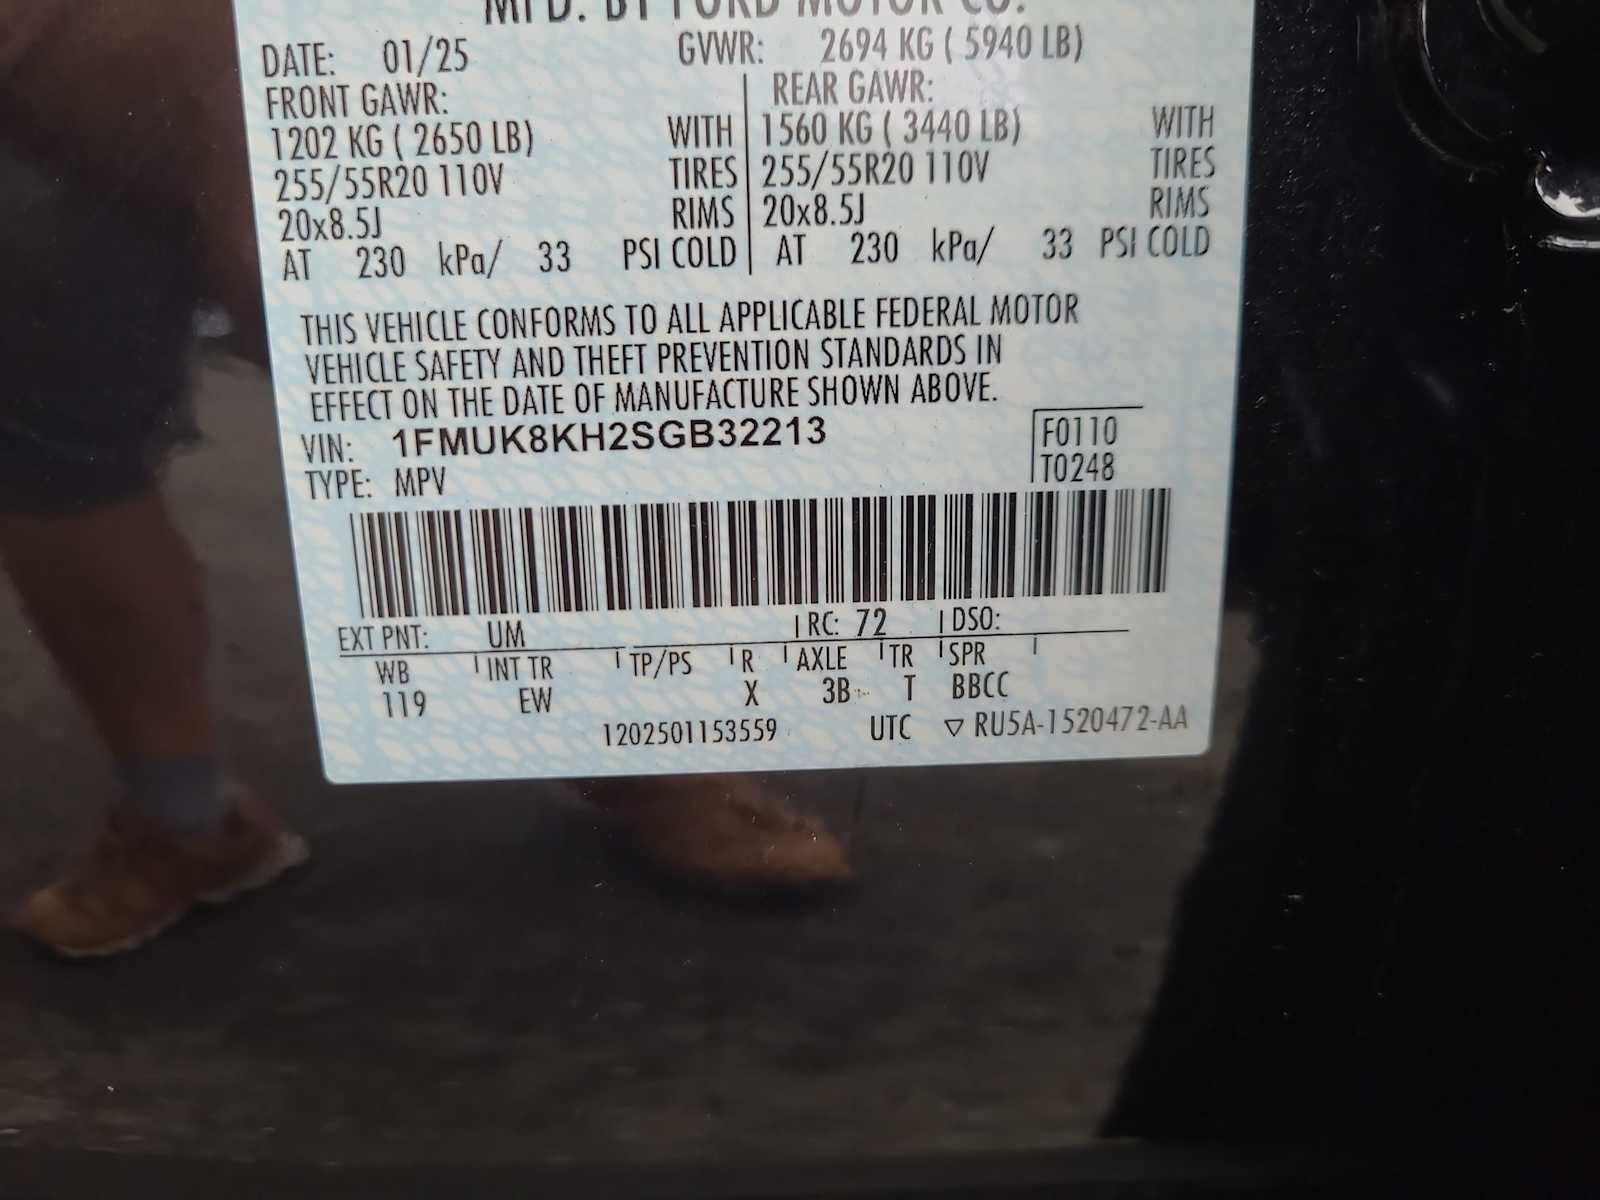 MFD. BY FORD MOTOR CO.
DATE: 01/25 GVWR: 2694 KG ( 5940 LB)
FRONT GAWR: REAR GAWR:
1202 KG ( 2650 LB) WITH 1560 KG ( 3440 LB) WITH
255/55R20 110V TIRES 255/55R20 110V TIRES
20x8.5J RIMS 20x8.5J RIMS
AT 230 kPa/ 33 PSI COLD AT 230 kPa/ 33 PSI COLD
THIS VEHICLE CONFORMS TO ALL APPLICABLE FEDERAL MOTOR
VEHICLE SAFETY AND THEFT PREVENTION STANDARDS IN
EFFECT ON THE DATE OF MANUFACTURE SHOWN ABOVE.
VIN: 1FMUK8KH2SGB32213 F0110
TYPE: MPV T0248
EXT PNT: UM RC: 72 DSO:
WB INT TR TP/PS R AXLE TR SPR
119 EW X 3B T BBCC
1202501153559 UTC ▽ RU5A-1520472-AA